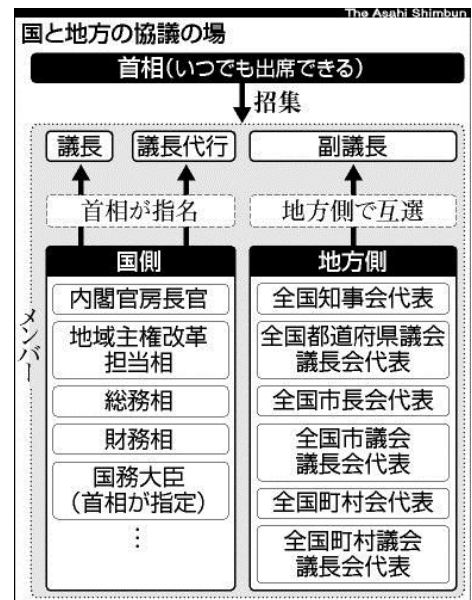 The Asahi Shimbun
国と地方の協議の場
首相(いつでも出席できる)
招集
議長
議長代行
副議長
首相が指名
地方側で互選
メンバー
国側
内閣官房長官
地域主権改革
担当相
総務相
財務相
国務大臣
(首相が指定)
⋮
地方側
全国知事会代表
全国都道府県議会
議長会代表
全国市長会代表
全国市議会
議長会代表
全国町村会代表
全国町村議会
議長会代表